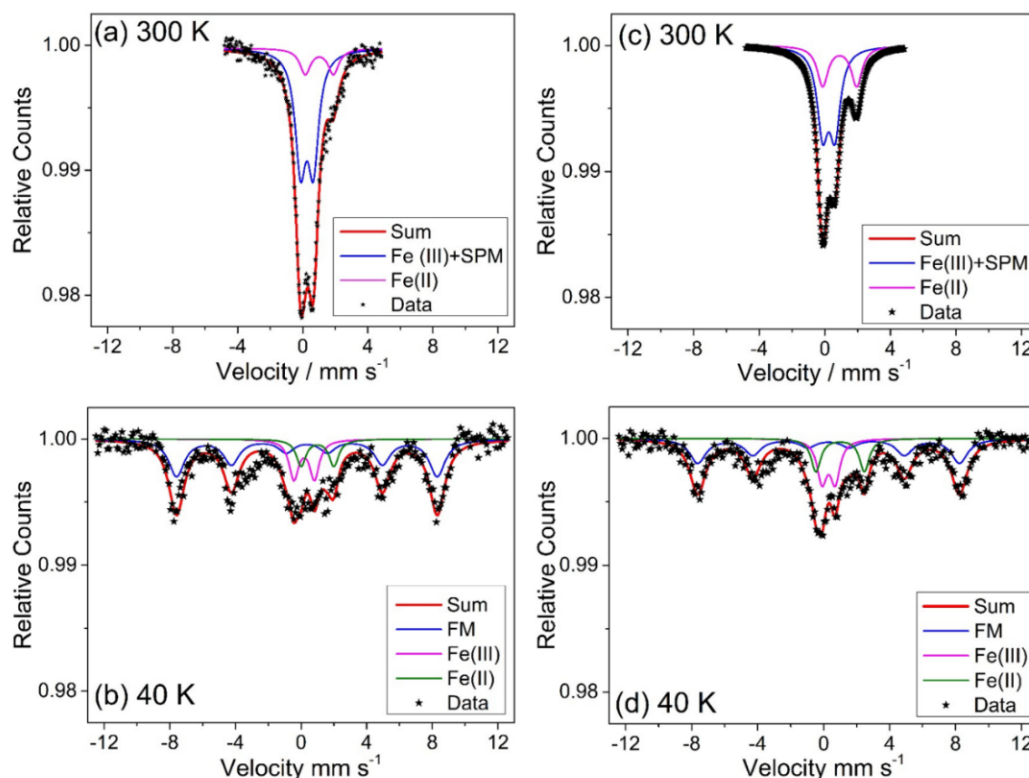 (a) 300 K
1.00
0.99
0.98
Relative Counts
Sum
Fe (III)+SPM
Fe(II)
Data
-12 -8 -4 0 4 8 12
Velocity / mm s-1
(c) 300 K
1.00
0.99
0.98
Relative Counts
Sum
Fe(III)+SPM
Fe(II)
Data
-12 -8 -4 0 4 8 12
Velocity / mm s-1
1.00
0.99
0.98
Relative Counts
Sum
FM
Fe(III)
Fe(II)
Data
(b) 40 K
-12 -8 -4 0 4 8 12
Velocity mm s-1
1.00
0.99
0.98
Relative Counts
Sum
FM
Fe(III)
Fe(II)
Data
(d) 40 K
-12 -8 -4 0 4 8 12
Velocity mm s-1